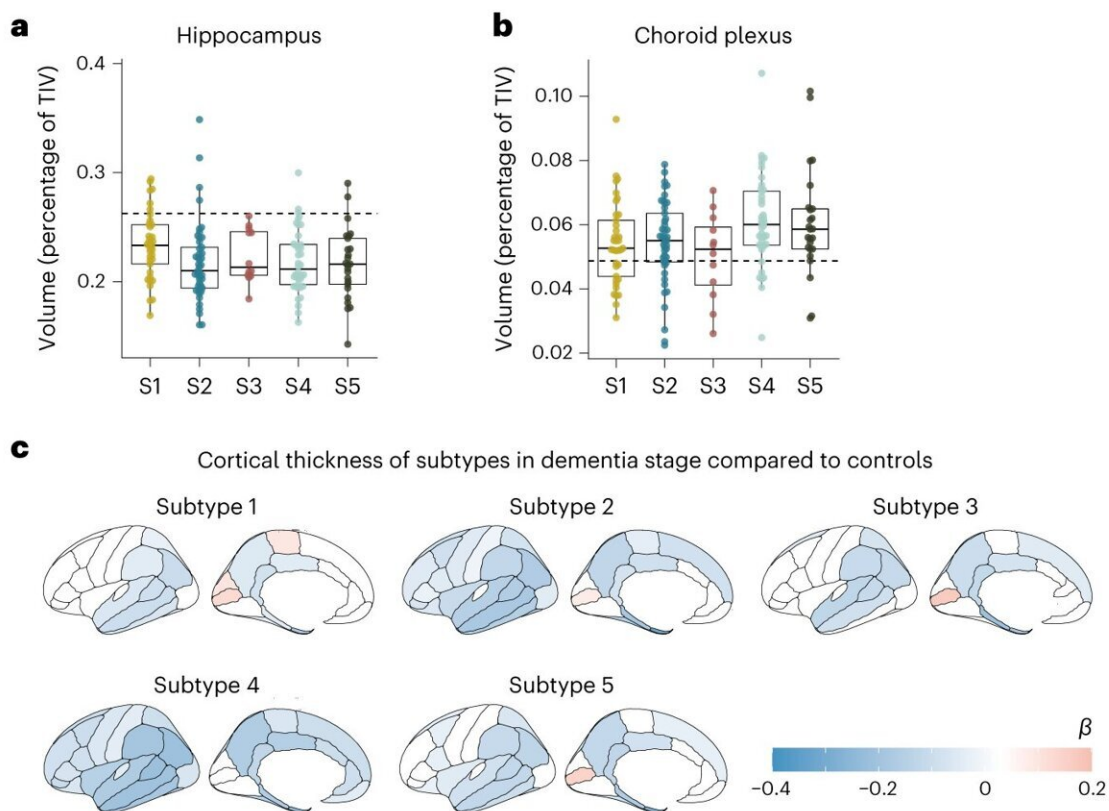 a
Hippocampus
Volume (percentage of TIV)
0.4
0.3
0.2
S1 S2 S3 S4 S5
b
Choroid plexus
Volume (percentage of TIV)
0.10
0.08
0.06
0.04
0.02
S1 S2 S3 S4 S5
c
Cortical thickness of subtypes in dementia stage compared to controls
Subtype 1
Subtype 2
Subtype 3
Subtype 4
Subtype 5
β
−0.4 −0.2 0 0.2